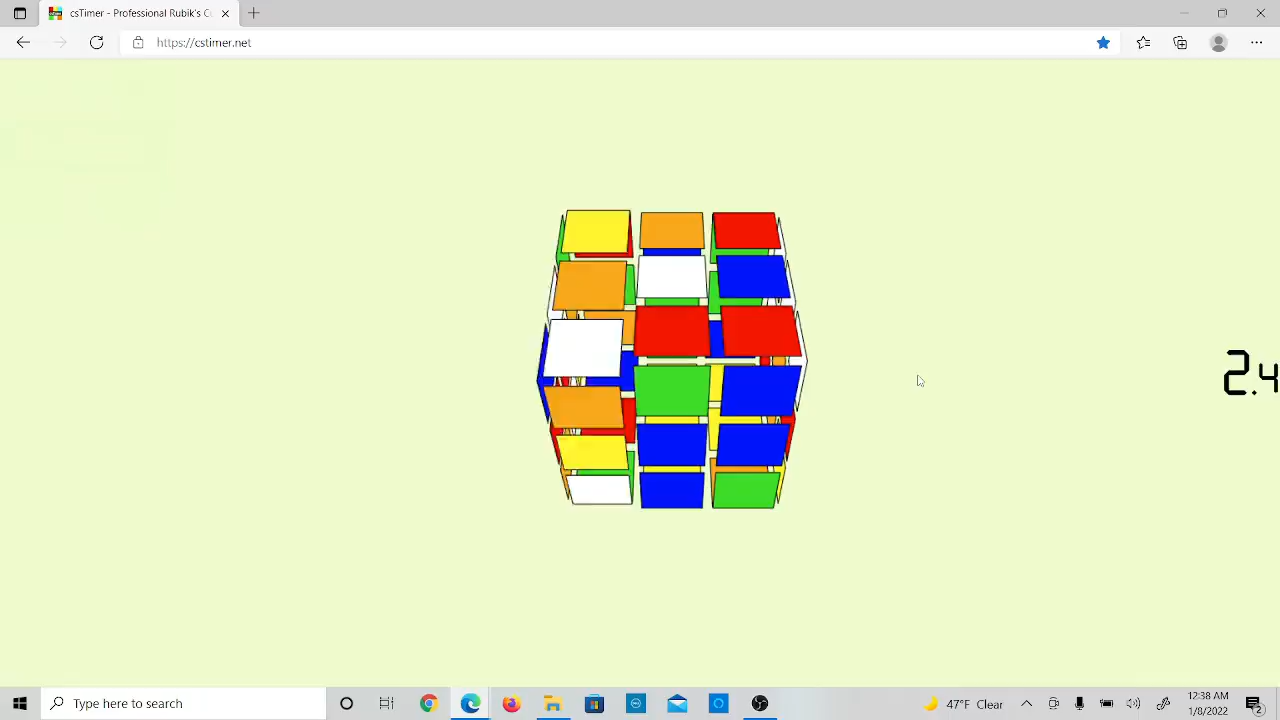 csTimer - Professional Rubik's C
https://cstimer.net
2.4
Type here to search
47°F Clear
12:38 AM
1/8/2022
2